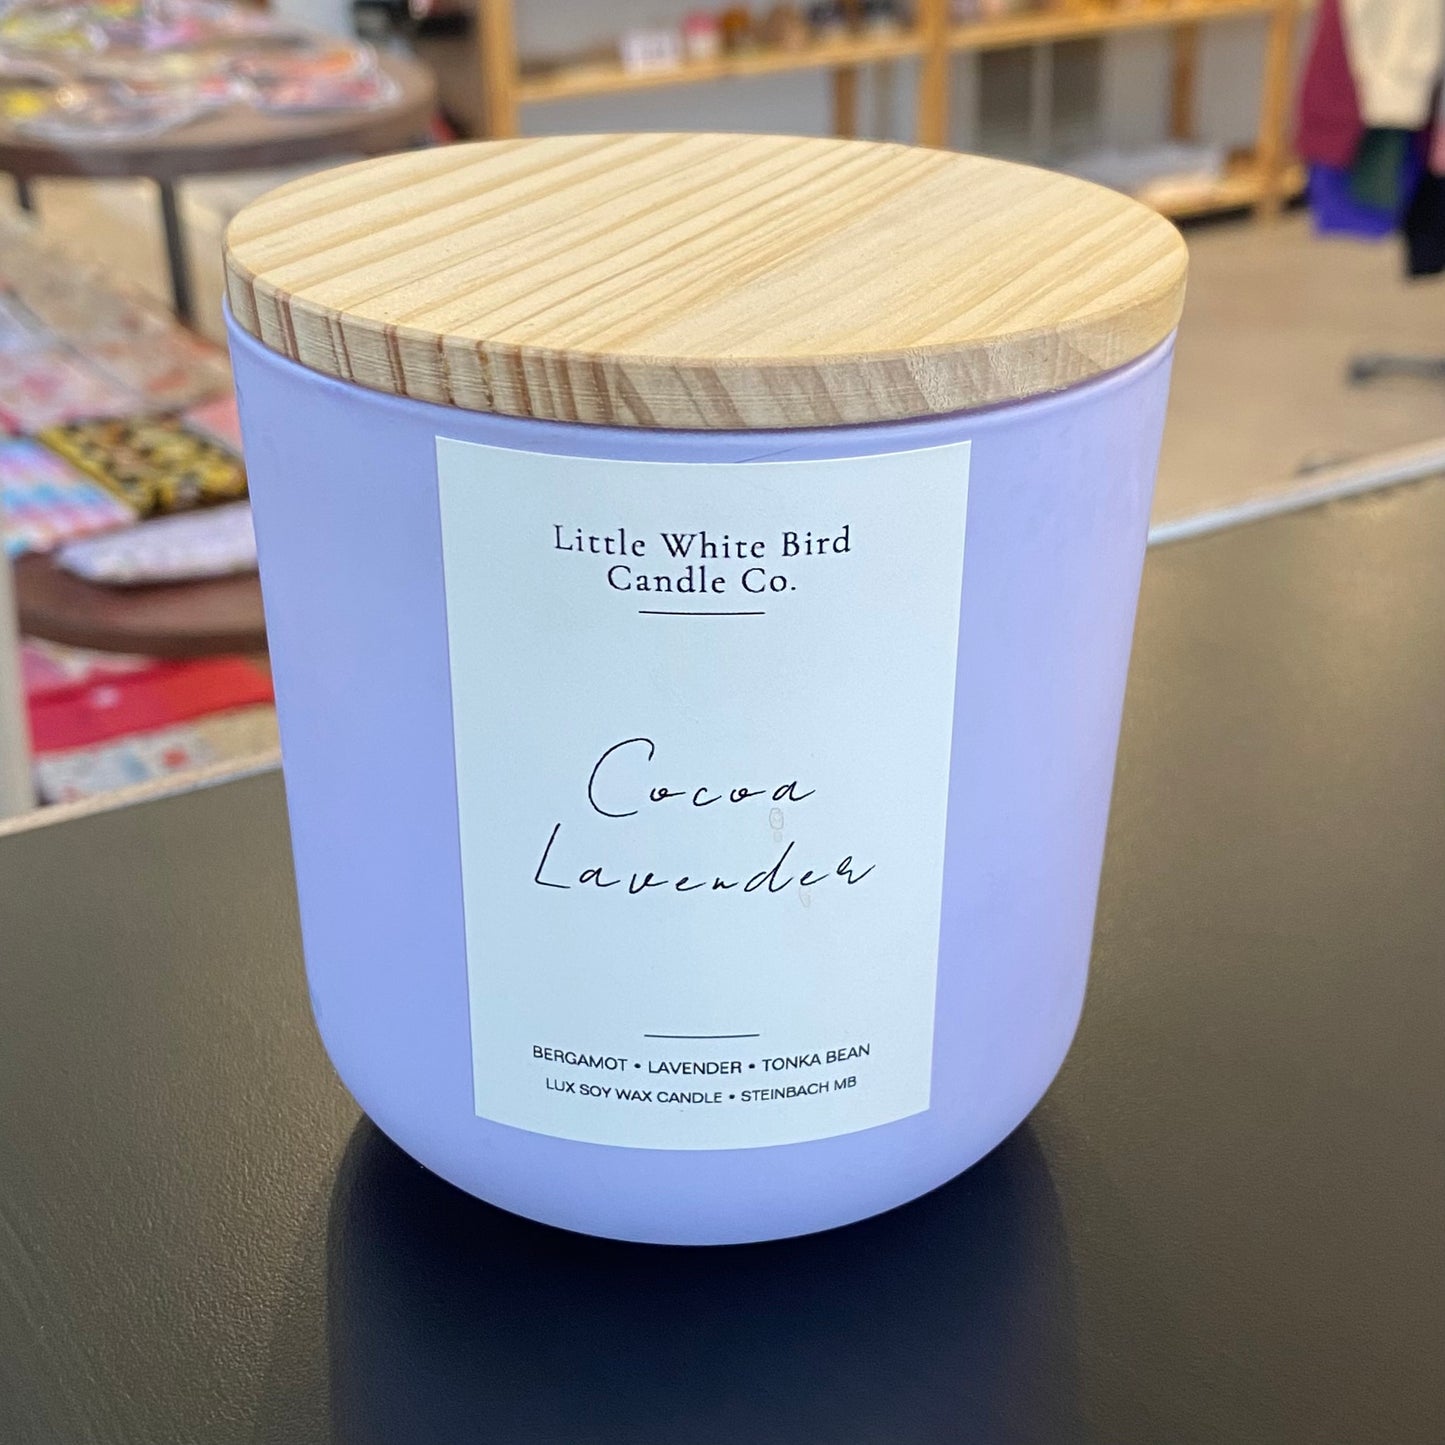 Little White Bird
Candle Co.
Cocoa
Lavender
BERGAMOT • LAVENDER • TONKA BEAN
LUX SOY WAX CANDLE • STEINBACH MB